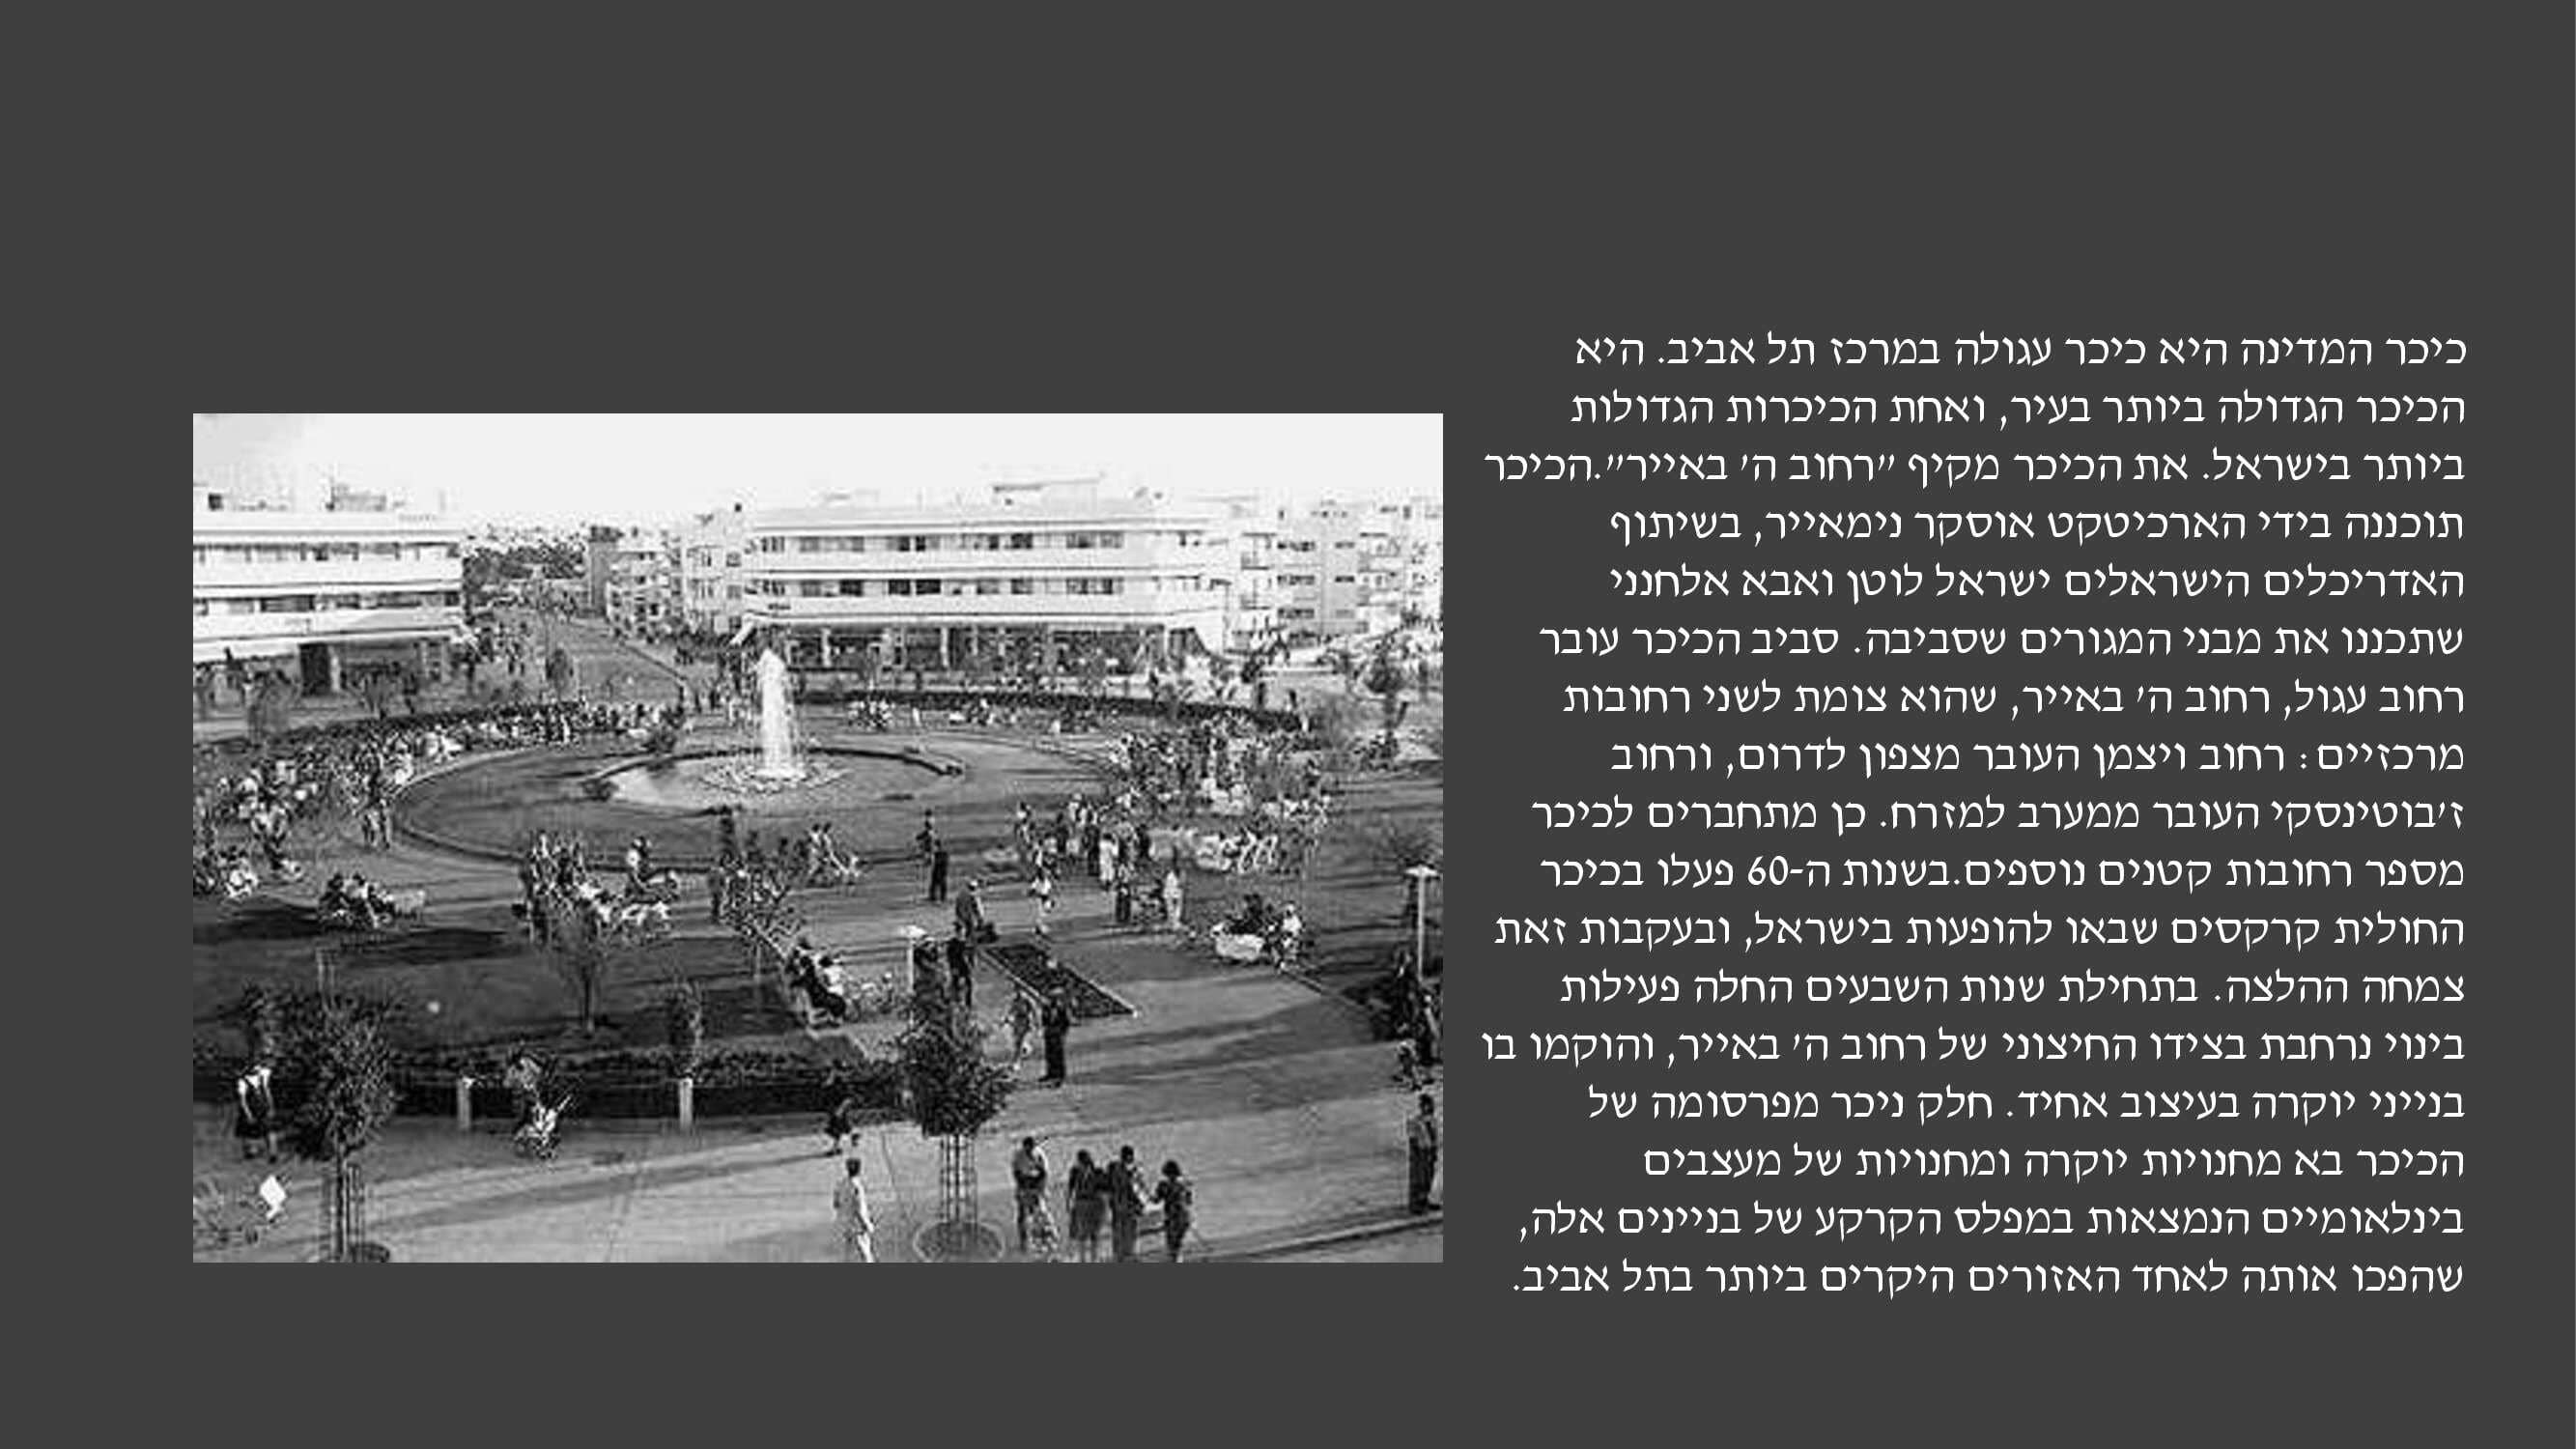 כיכר המדינה היא כיכר עגולה במרכז תל אביב. היא
הכיכר הגדולה ביותר בעיר, ואחת הכיכרות הגדולות
ביותר בישראל. את הכיכר מקיף "רחוב ה' באייר".הכיכר
תוכננה בידי הארכיטקט אוסקר נימאייר, בשיתוף
האדריכלים הישראלים ישראל לוטן ואבא אלחנני
שתכננו את מבני המגורים שסביבה. סביב הכיכר עובר
רחוב עגול, רחוב ה' באייר, שהוא צומת לשני רחובות
מרכזיים: רחוב ויצמן העובר מצפון לדרום, ורחוב
ז'בוטינסקי העובר ממערב למזרח. כן מתחברים לכיכר
מספר רחובות קטנים נוספים.בשנות ה-60 פעלו בכיכר
החולית קרקסים שבאו להופעות בישראל, ובעקבות זאת
צמחה ההלצה. בתחילת שנות השבעים החלה פעילות
בינוי נרחבת בצידו החיצוני של רחוב ה' באייר, והוקמו בו
בנייני יוקרה בעיצוב אחיד. חלק ניכר מפרסומה של
הכיכר בא מחנויות יוקרה ומחנויות של מעצבים
בינלאומיים הנמצאות במפלס הקרקע של בניינים אלה,
שהפכו אותה לאחד האזורים היקרים ביותר בתל אביב.